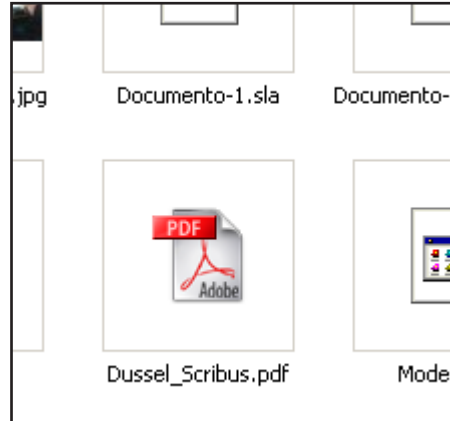 .jpg
Documento-1.sla
Documento-
PDF
Adobe
Dussel_Scribus.pdf
Mode